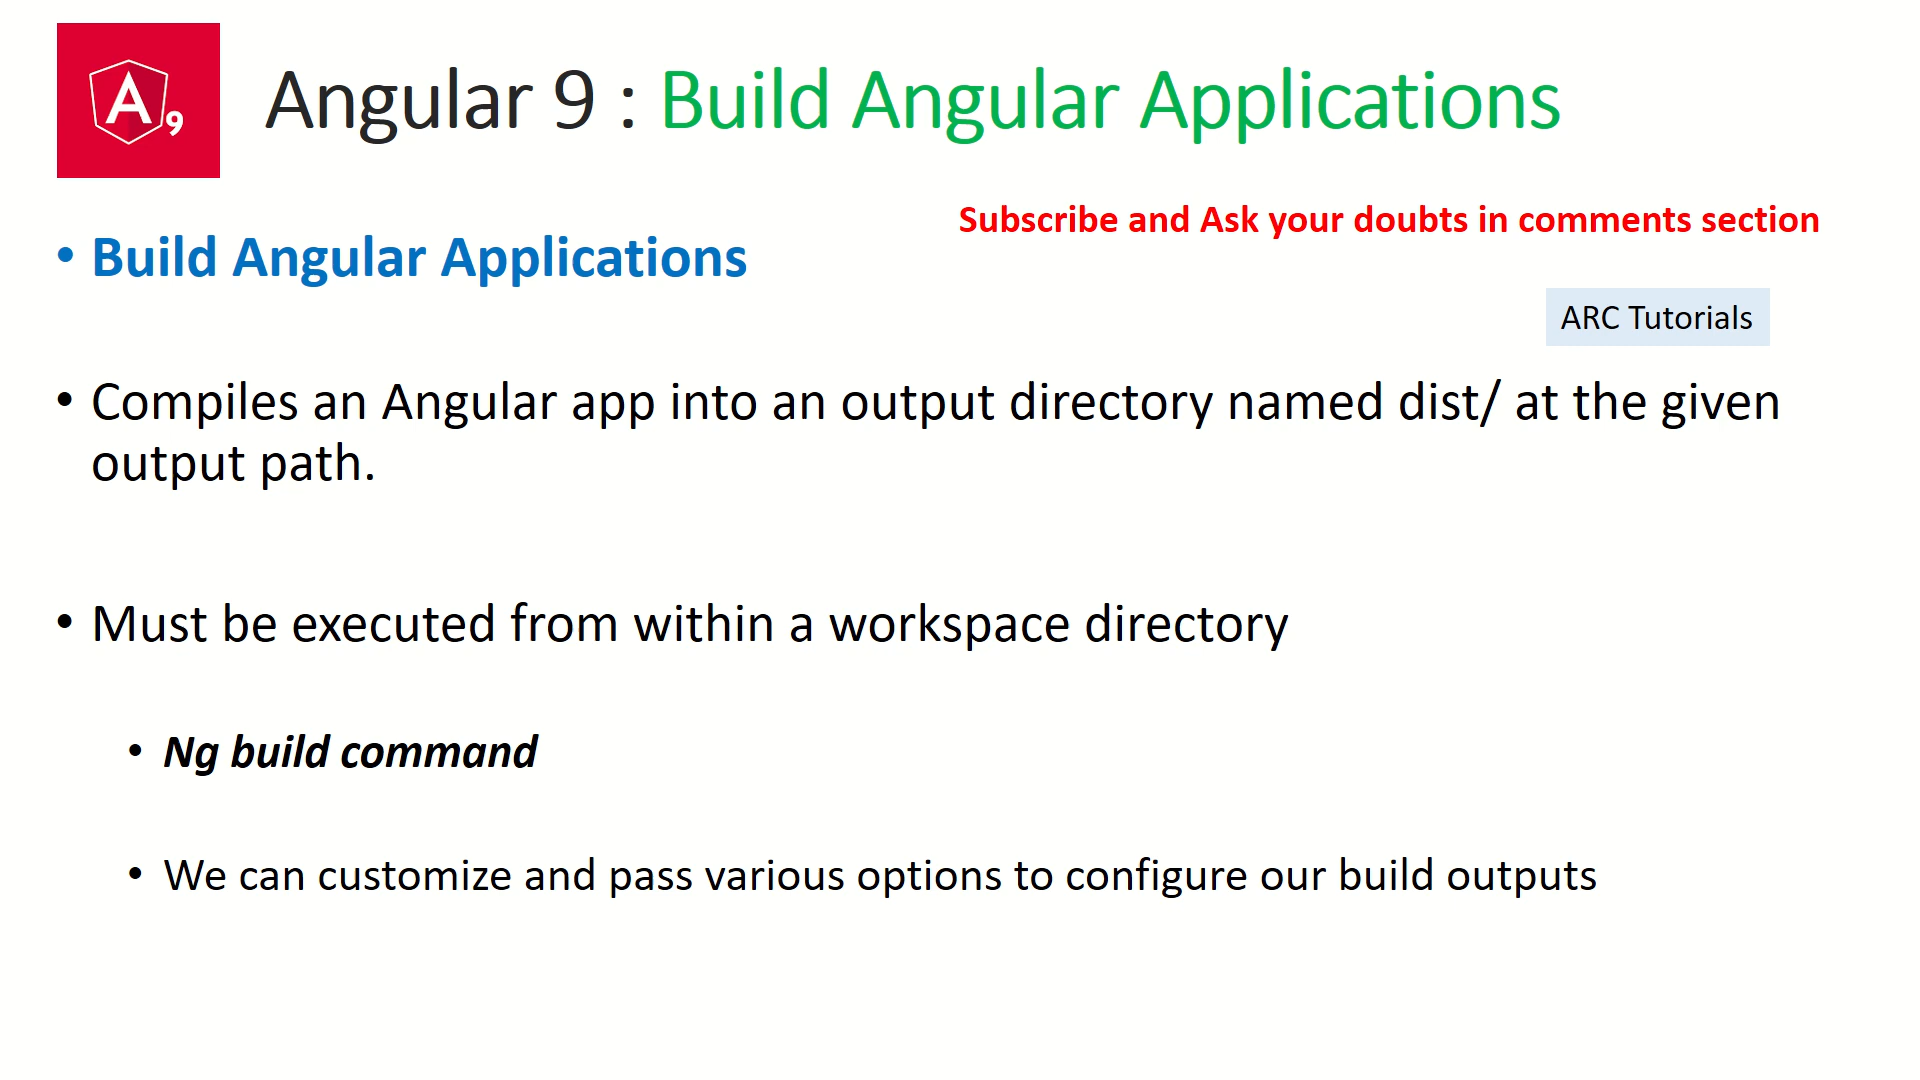 A9
Angular 9 : Build Angular Applications
Subscribe and Ask your doubts in comments section
• Build Angular Applications
ARC Tutorials
• Compiles an Angular app into an output directory named dist/ at the given
output path.
• Must be executed from within a workspace directory
• Ng build command
• We can customize and pass various options to configure our build outputs